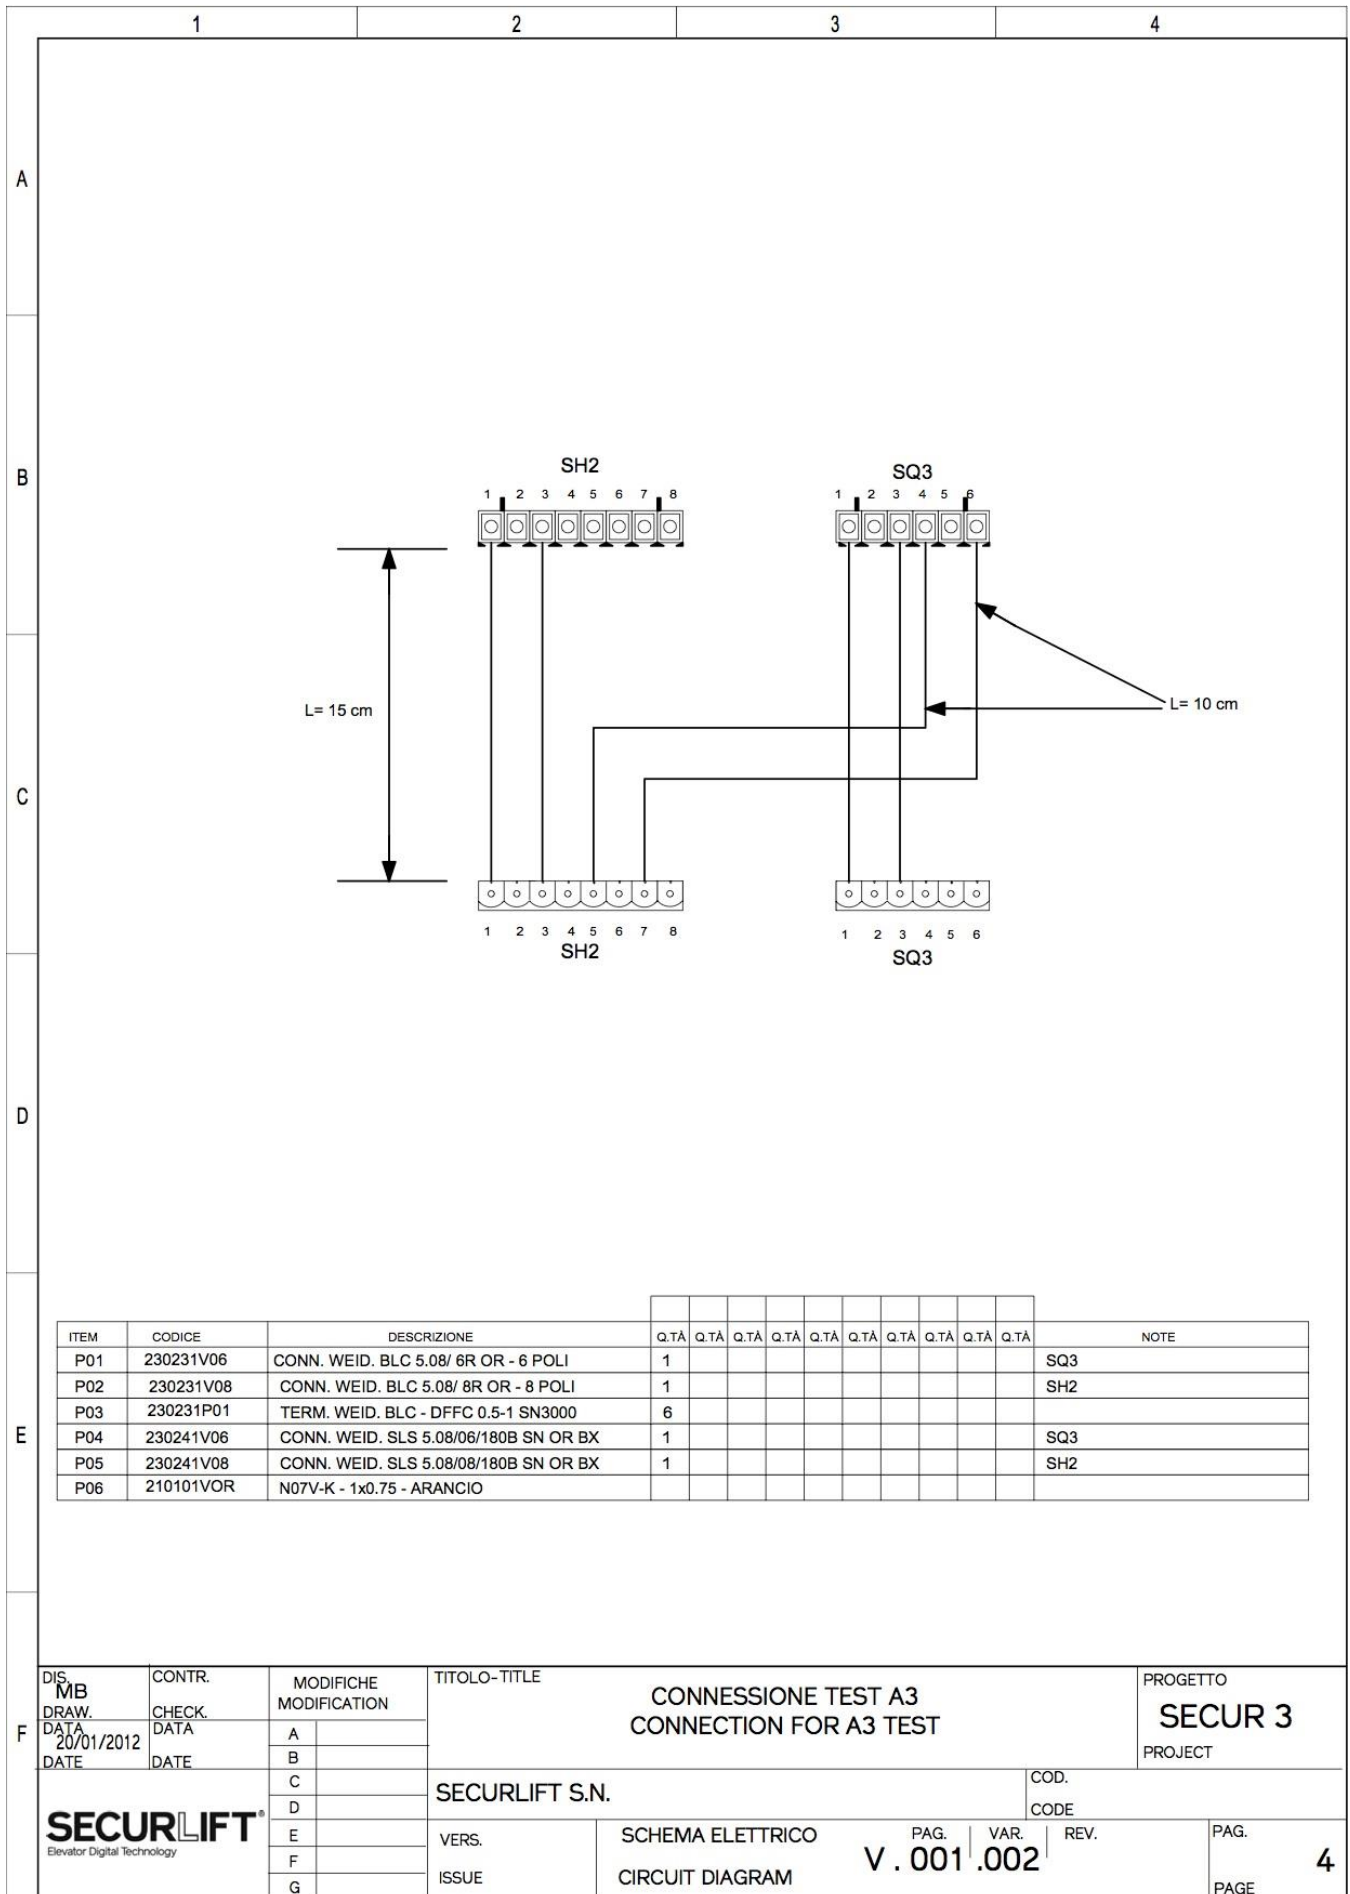 1 2 3 4
A
B
C
D
E
F
SH2
1 2 3 4 5 6 7 8
SQ3
1 2 3 4 5 6
L= 15 cm
L= 10 cm
1 2 3 4 5 6 7 8
SH2
1 2 3 4 5 6
SQ3
ITEM CODICE DESCRIZIONE Q.TÀ Q.TÀ Q.TÀ Q.TÀ Q.TÀ Q.TÀ Q.TÀ Q.TÀ Q.TÀ Q.TÀ NOTE
P01 230231V06 CONN. WEID. BLC 5.08/ 6R OR - 6 POLI 1 SQ3
P02 230231V08 CONN. WEID. BLC 5.08/ 8R OR - 8 POLI 1 SH2
P03 230231P01 TERM. WEID. BLC - DFFC 0.5-1 SN3000 6
P04 230241V06 CONN. WEID. SLS 5.08/06/180B SN OR BX 1 SQ3
P05 230241V08 CONN. WEID. SLS 5.08/08/180B SN OR BX 1 SH2
P06 210101VOR N07V-K - 1x0.75 - ARANCIO
DIS.
MB
DRAW.
CONTR.
CHECK.
DATA
20/01/2012
DATE
DATA
DATE
SECURLIFT®
Elevator Digital Technology
MODIFICHE
MODIFICATION
A
B
C
D
E
F
G
TITOLO-TITLE
CONNESSIONE TEST A3
CONNECTION FOR A3 TEST
PROGETTO
SECUR 3
PROJECT
SECURLIFT S.N.
COD.
CODE
VERS.
ISSUE
SCHEMA ELETTRICO
CIRCUIT DIAGRAM
PAG. VAR. REV.
V . 001 .002
PAG.
4
PAGE